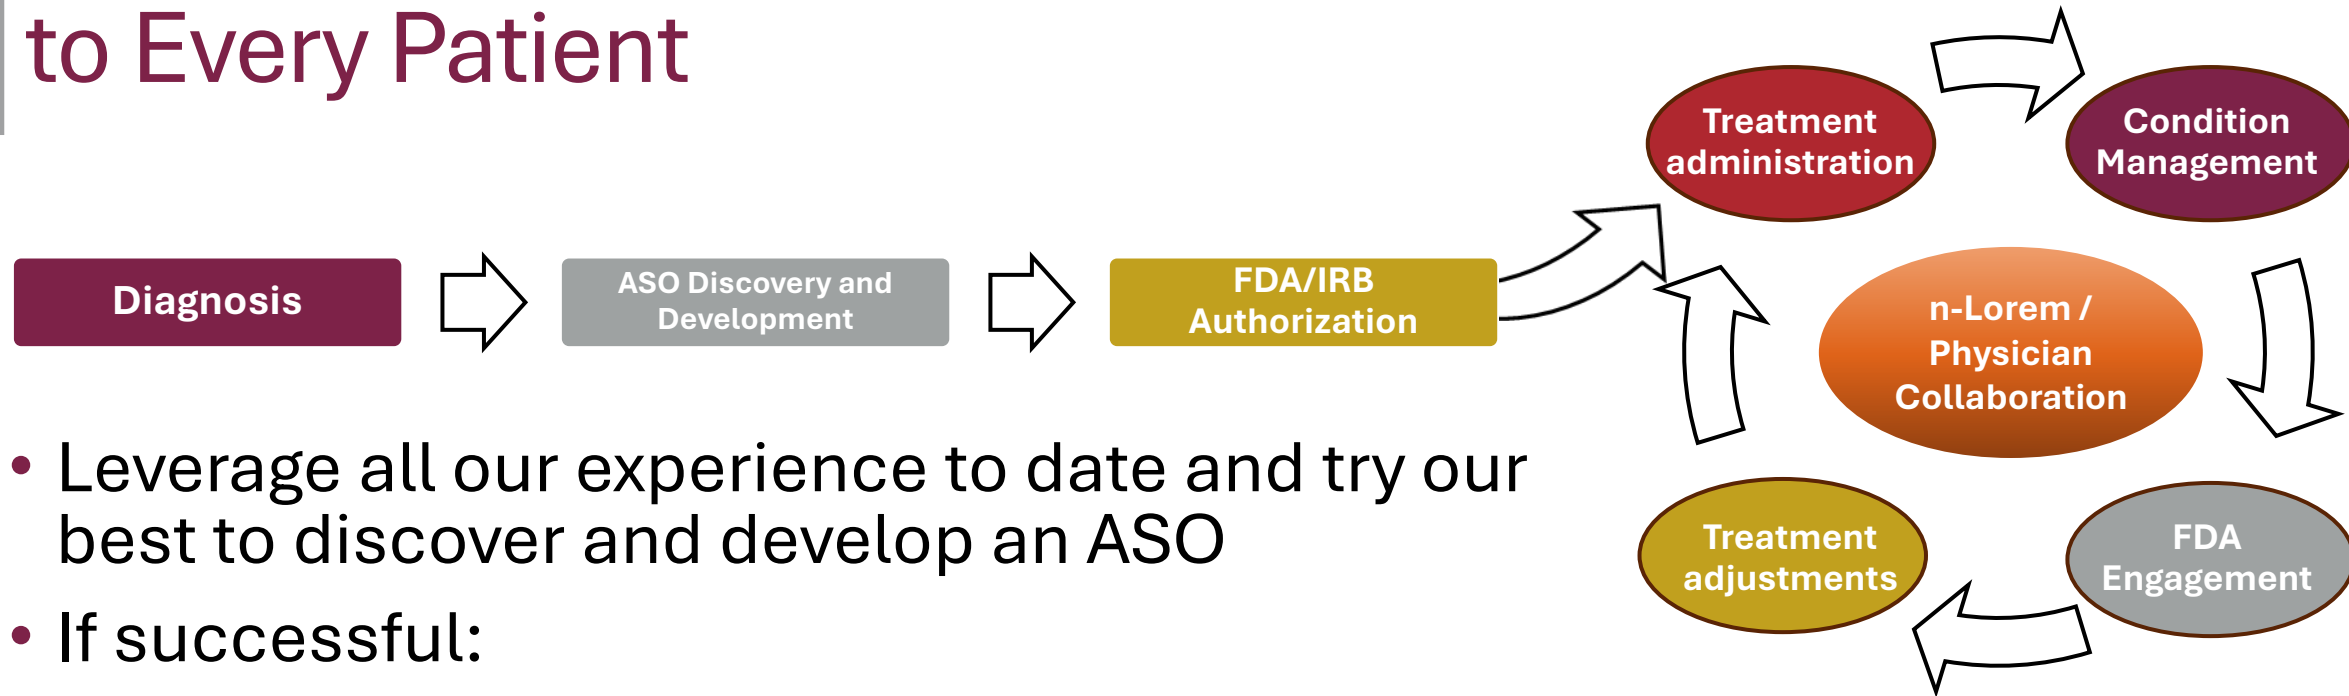 to Every Patient
Diagnosis
ASO Discovery and
Development
FDA/IRB
Authorization
Treatment
administration
Condition
Management
n-Lorem /
Physician
Collaboration
Treatment
adjustments
FDA
Engagement
• Leverage all our experience to date and try our
best to discover and develop an ASO
• If successful: